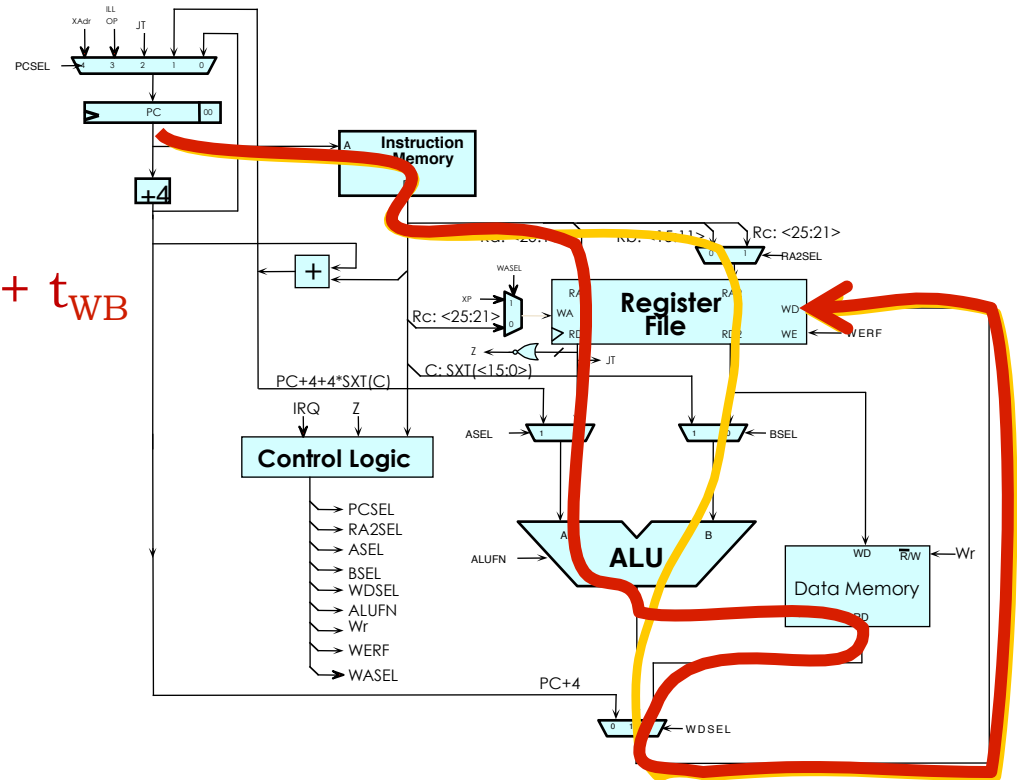 ILL
XAdr OP JT
PCSEL 4 3 2 1 0
PC 00
A Instruction
Memory
+4
Rc: <25:21>
0 1 RA2SEL
+
+ t_WB
WASEL
XP 1
Rc: <25:21> 0
WA
Register
File
WD
WE WERF
Z JT
C: SXT(<15:0>)
PC+4+4*SXT(C)
IRQ Z
ASEL 1
1 0 BSEL
Control Logic
PCSEL
RA2SEL
ASEL
BSEL
WDSEL
ALUFN
Wr
WERF
WASEL
A B
ALUFN ALU
WD R/W Wr
Data Memory
RD
PC+4
0 1 WDSEL